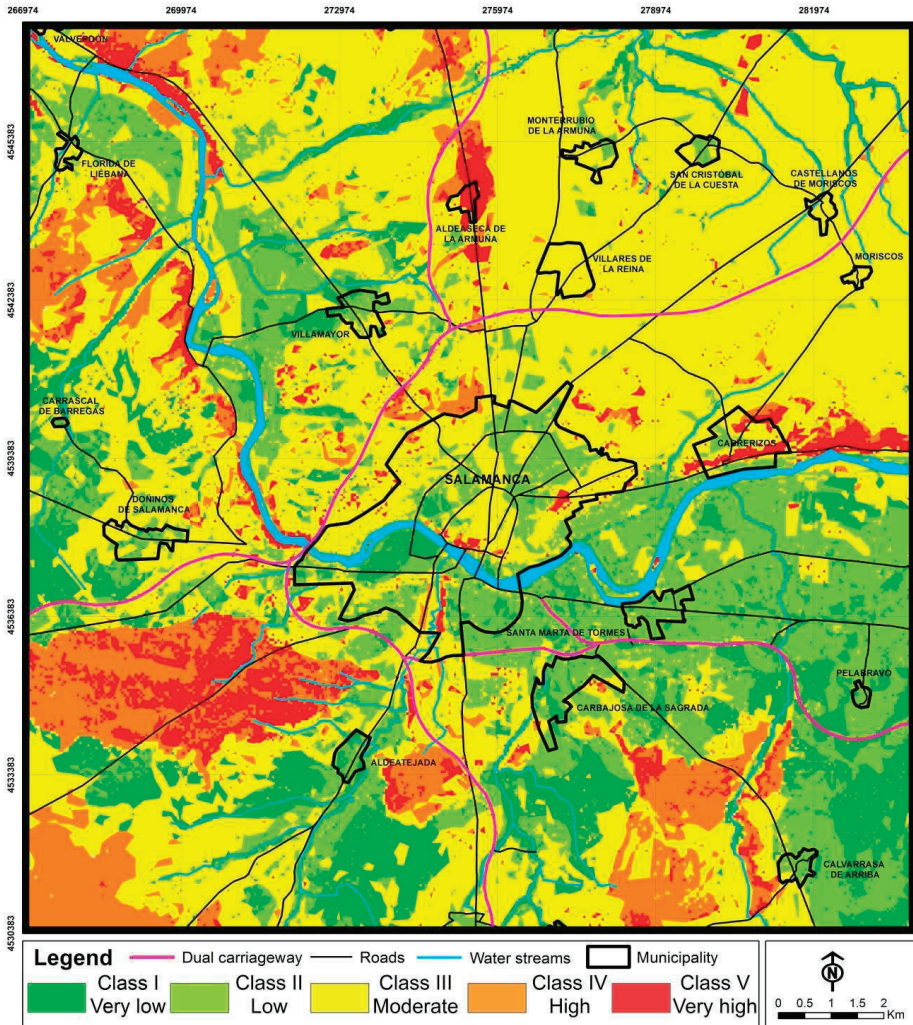 266974 269974 272974 275974 278974 281974
VALVERDÓN
4545383
MONTERRUBIO
DE LA ARMUÑA
FLORIDA DE
LIÉBANA
SAN CRISTÓBAL
DE LA CUESTA
CASTELLANOS
DE MORISCOS
ALDEASECA DE
LA ARMUÑA
VILLARES DE
LA REINA
MORISCOS
4542383
VILLAMAYOR
CARRASCAL
DE BARREGAS
4539383
CABRERIZOS
SALAMANCA
DOÑINOS
DE SALAMANCA
4536383
SANTA MARTA DE TORMES
PELABRAVO
CARBAJOSA DE LA SAGRADA
4533383
ALDEATEJADA
CALVARRASA
DE ARRIBA
4530383
Legend Dual carriageway Roads Water streams Municipality
Class I Class II Class III Class IV Class V
Very low Low Moderate High Very high
N
0 0.5 1 1.5 2
Km